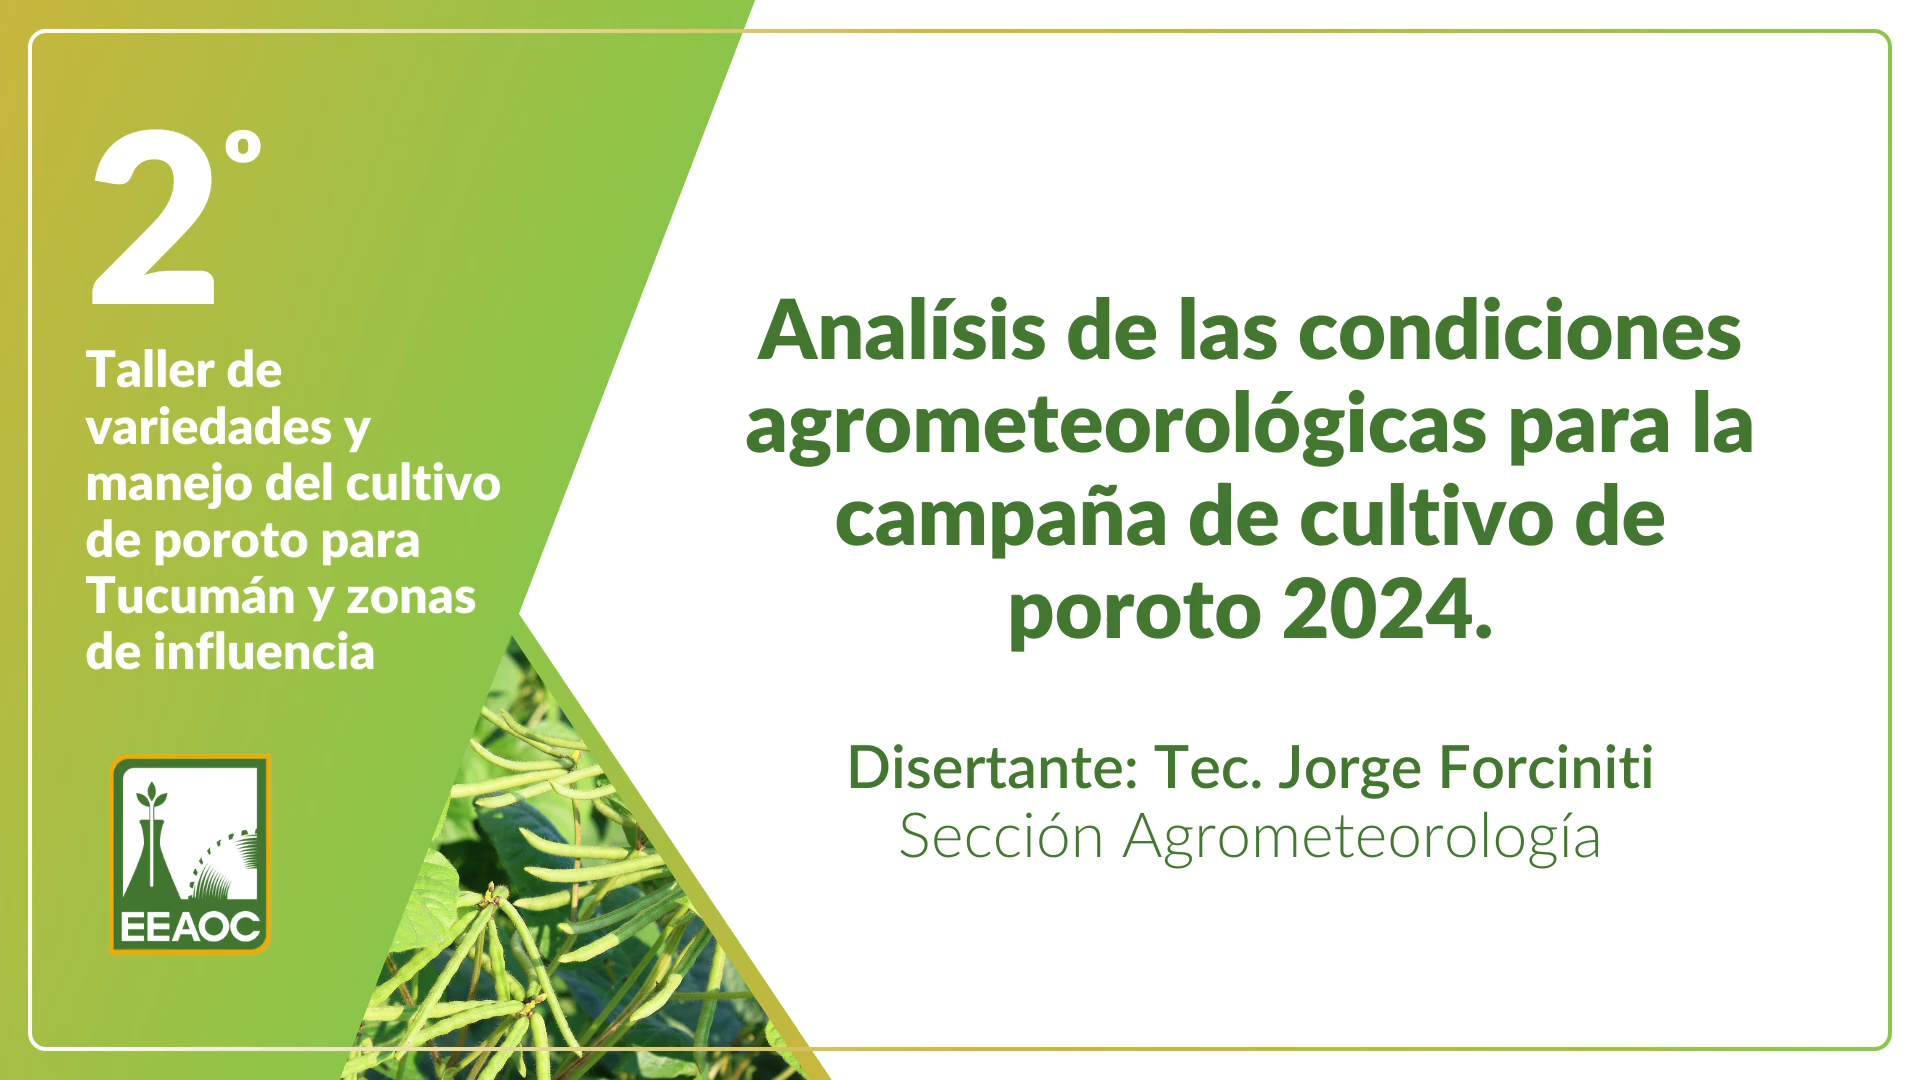 2º
Taller de
variedades y
manejo del cultivo
de poroto para
Tucumán y zonas
de influencia
EEAOC
Analísis de las condiciones
agrometeorológicas para la
campaña de cultivo de
poroto 2024.
Disertante: Tec. Jorge Forciniti
Sección Agrometeorología